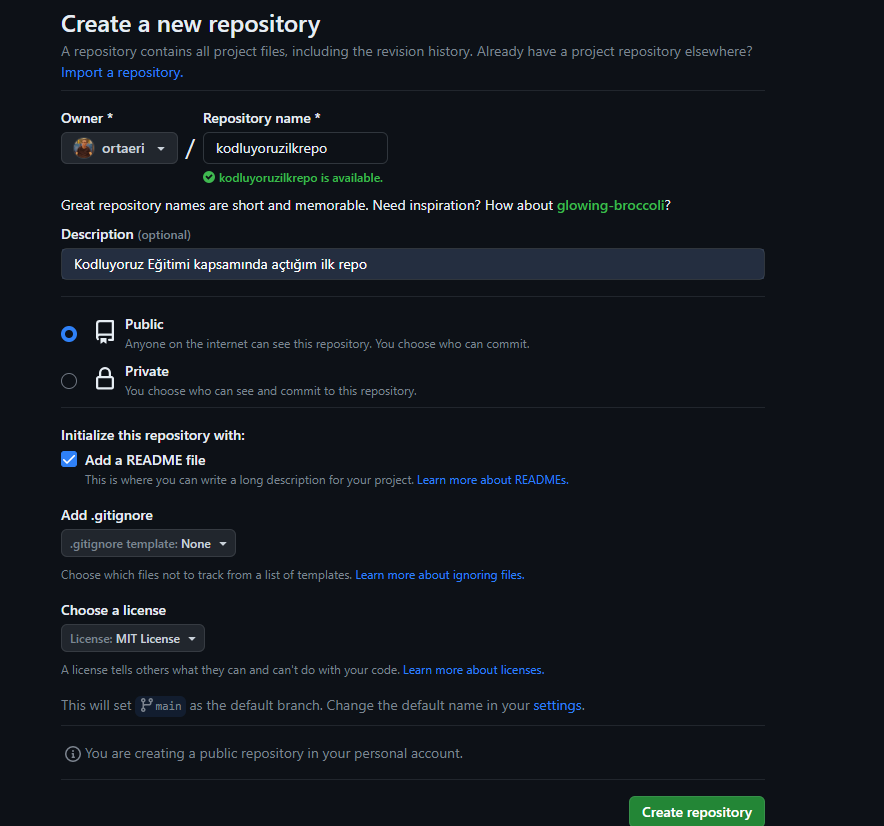 Create a new repository
A repository contains all project files, including the revision history. Already have a project repository elsewhere?
Import a repository.
Owner *
Repository name *
ortaeri
/
kodluyoruzilkrepo
kodluyoruzilkrepo is available.
Great repository names are short and memorable. Need inspiration? How about glowing-broccoli?
Description (optional)
Kodluyoruz Eğitimi kapsamında açtığım ilk repo
Public
Anyone on the internet can see this repository. You choose who can commit.
Private
You choose who can see and commit to this repository.
Initialize this repository with:
Add a README file
This is where you can write a long description for your project. Learn more about READMEs.
Add .gitignore
.gitignore template: None
Choose which files not to track from a list of templates. Learn more about ignoring files.
Choose a license
License: MIT License
A license tells others what they can and can't do with your code. Learn more about licenses.
This will set main as the default branch. Change the default name in your settings.
You are creating a public repository in your personal account.
Create repository